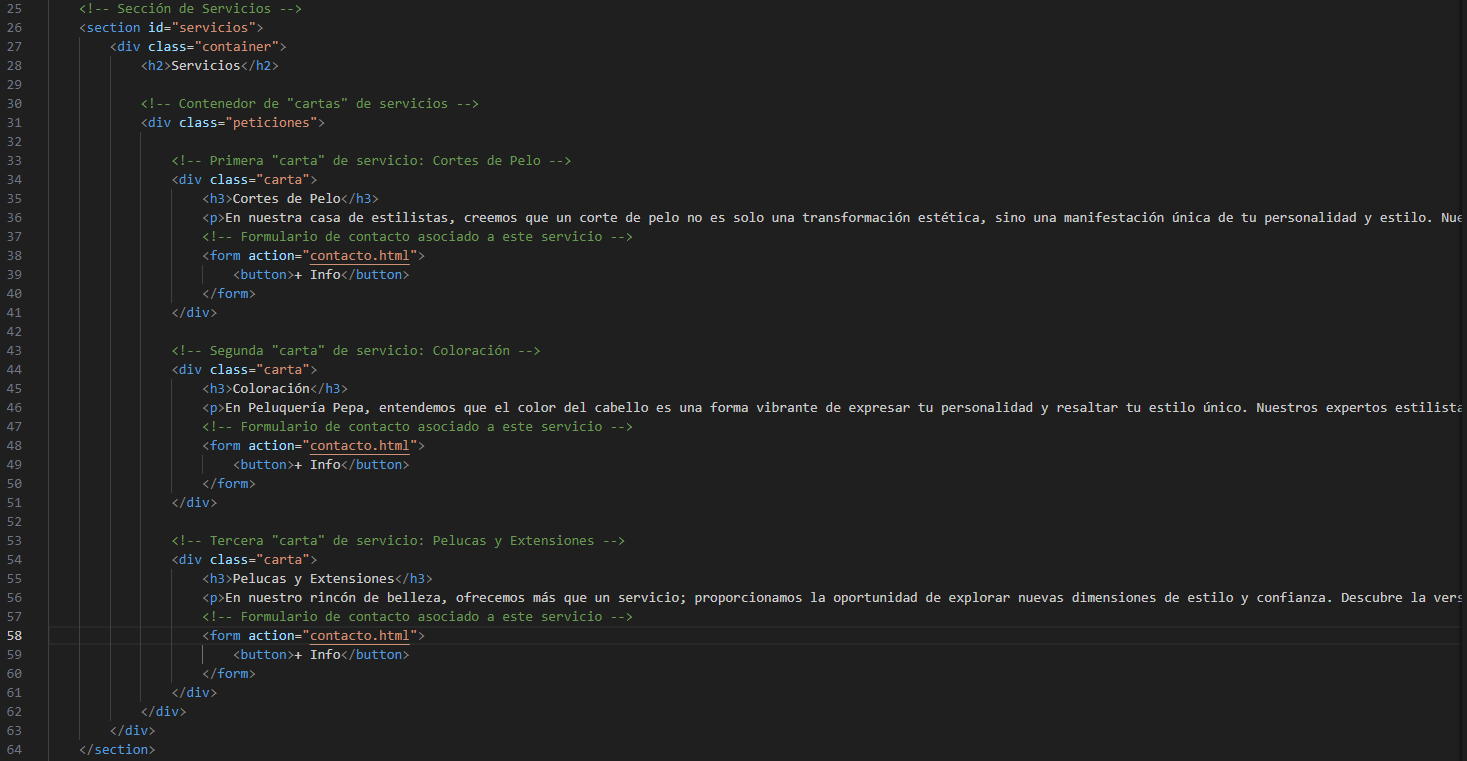 25 <!-- Sección de Servicios -->
26 <section id="servicios">
27 <div class="container">
28 <h2>Servicios</h2>
29
30 <!-- Contenedor de "cartas" de servicios -->
31 <div class="peticiones">
32
33 <!-- Primera "carta" de servicio: Cortes de Pelo -->
34 <div class="carta">
35 <h3>Cortes de Pelo</h3>
36 <p>En nuestra casa de estilistas, creemos que un corte de pelo no es solo una transformación estética, sino una manifestación única de tu personalidad y estilo. Nue
37 <!-- Formulario de contacto asociado a este servicio -->
38 <form action="contacto.html">
39 <button>+ Info</button>
40 </form>
41 </div>
42
43 <!-- Segunda "carta" de servicio: Coloración -->
44 <div class="carta">
45 <h3>Coloración</h3>
46 <p>En Peluquería Pepa, entendemos que el color del cabello es una forma vibrante de expresar tu personalidad y resaltar tu estilo único. Nuestros expertos estilista
47 <!-- Formulario de contacto asociado a este servicio -->
48 <form action="contacto.html">
49 <button>+ Info</button>
50 </form>
51 </div>
52
53 <!-- Tercera "carta" de servicio: Pelucas y Extensiones -->
54 <div class="carta">
55 <h3>Pelucas y Extensiones</h3>
56 <p>En nuestro rincón de belleza, ofrecemos más que un servicio; proporcionamos la oportunidad de explorar nuevas dimensiones de estilo y confianza. Descubre la vers
57 <!-- Formulario de contacto asociado a este servicio -->
58 <form action="contacto.html">
59 <button>+ Info</button>
60 </form>
61 </div>
62 </div>
63 </div>
64 </section>